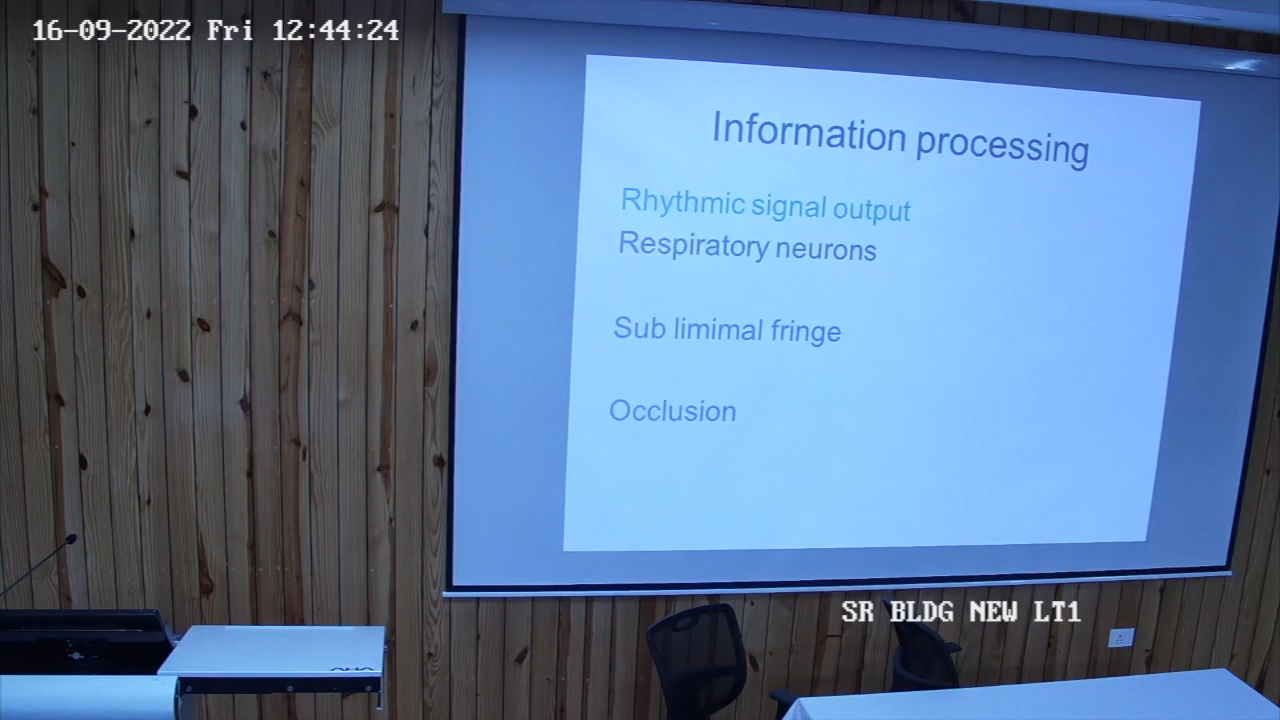 16-09-2022 Fri 12:44:24
Information processing
Rhythmic signal output
Respiratory neurons
Sub limimal fringe
Occlusion
SR BLDG NEW LT1
AHA